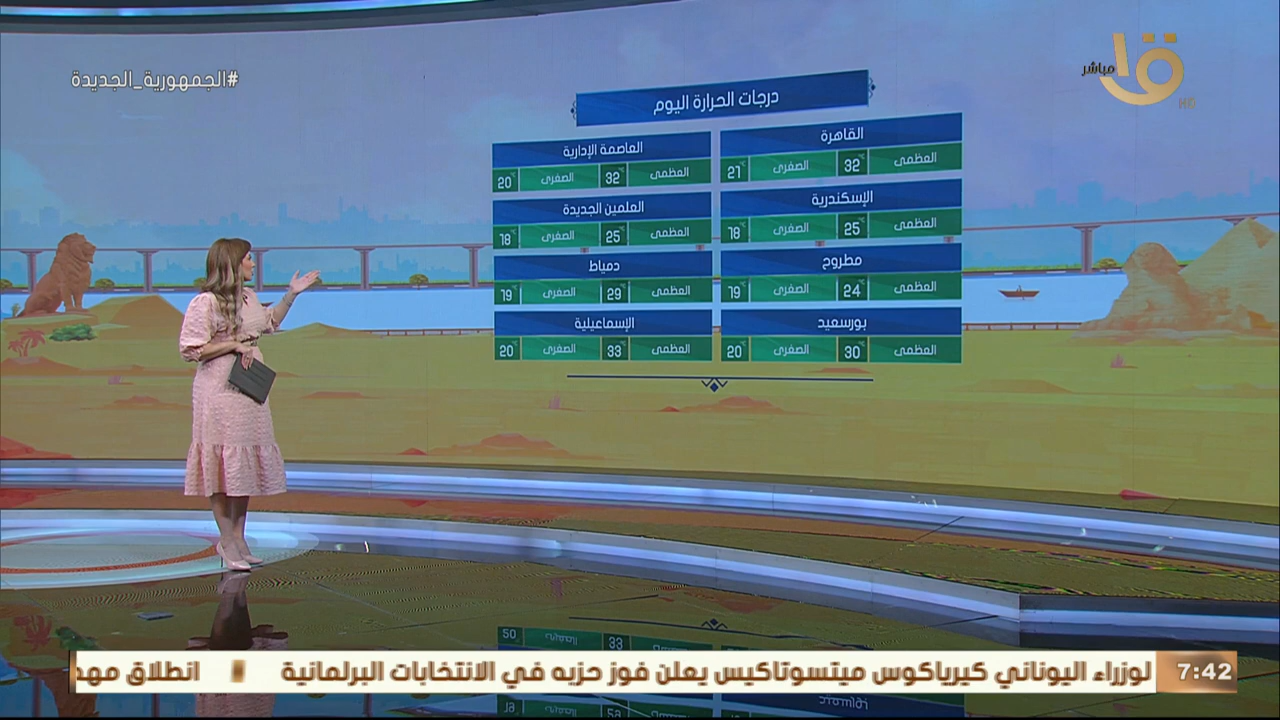 #الجمهورية_الجديدة
مباشر
HD
درجات الحرارة اليوم
القاهرة
العظمى 32°c الصغرى 21°c
العاصمة الإدارية
العظمى 32°c الصغرى 20°c
الإسكندرية
العظمى 25°c الصغرى 18°c
العلمين الجديدة
العظمى 25°c الصغرى 18°c
مطروح
العظمى 24°c الصغرى 19°c
دمياط
العظمى 29°c الصغرى 19°c
بورسعيد
العظمى 30°c الصغرى 20°c
الإسماعيلية
العظمى 33°c الصغرى 20°c
7:42 لوزراء اليوناني كيرياكوس ميتسوتاكيس يعلن فوز حزبه في الانتخابات البرلمانية انطلاق مهد